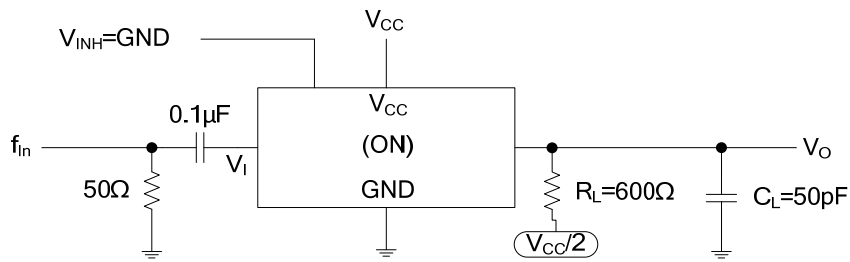 V_CC
V_INH=GND
0.1µF
V_CC
f_In
V_I
(ON)
V_O
50Ω
GND
R_L=600Ω
C_L=50pF
V_CC/2